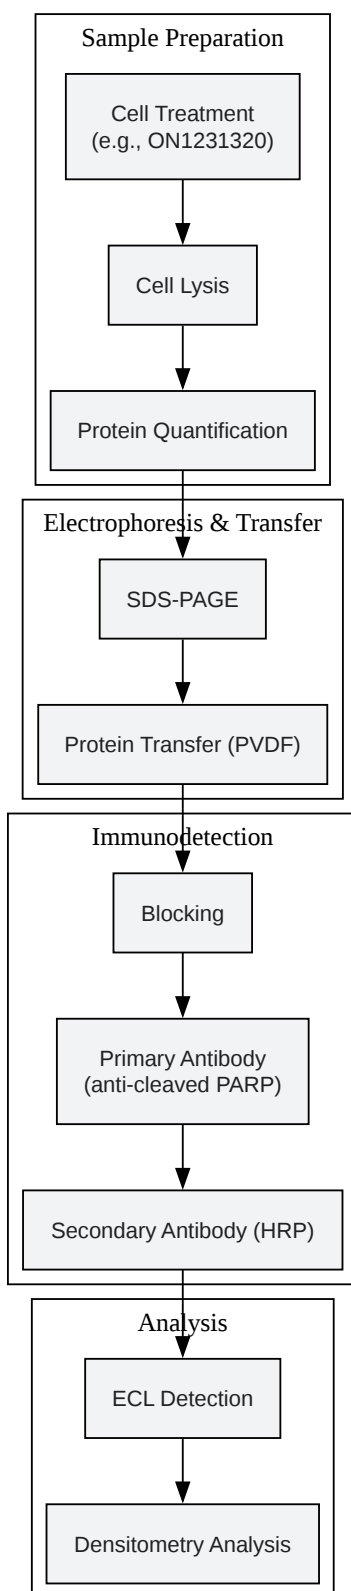 Sample Preparation
Cell Treatment
(e.g., ON1231320)
Cell Lysis
Protein Quantification
Electrophoresis & Transfer
SDS-PAGE
Protein Transfer (PVDF)
Immunodetection
Blocking
Primary Antibody
(anti-cleaved PARP)
Secondary Antibody (HRP)
Analysis
ECL Detection
Densitometry Analysis